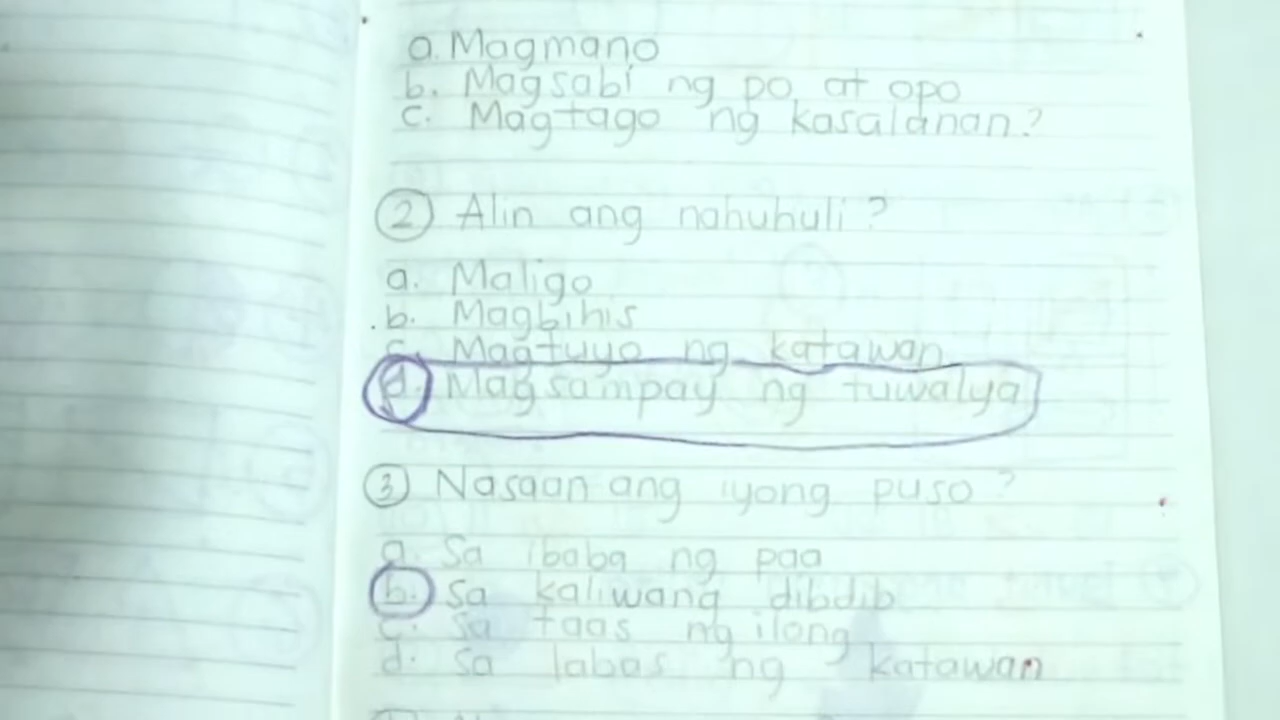 a. Magmano
b. Magsabi ng po at opo
c. Magtago ng kasalanan?
2 Alin ang nahuhuli?
a. Maligo
b. Magbihis
c. Magtuyo ng katawan
d. Magsampay ng tuwalya
3 Nasaan ang iyong puso?
a. Sa ibaba ng paa
b. Sa kaliwang dibdib
c. Sa taas ng ilong
d. Sa labas ng katawan